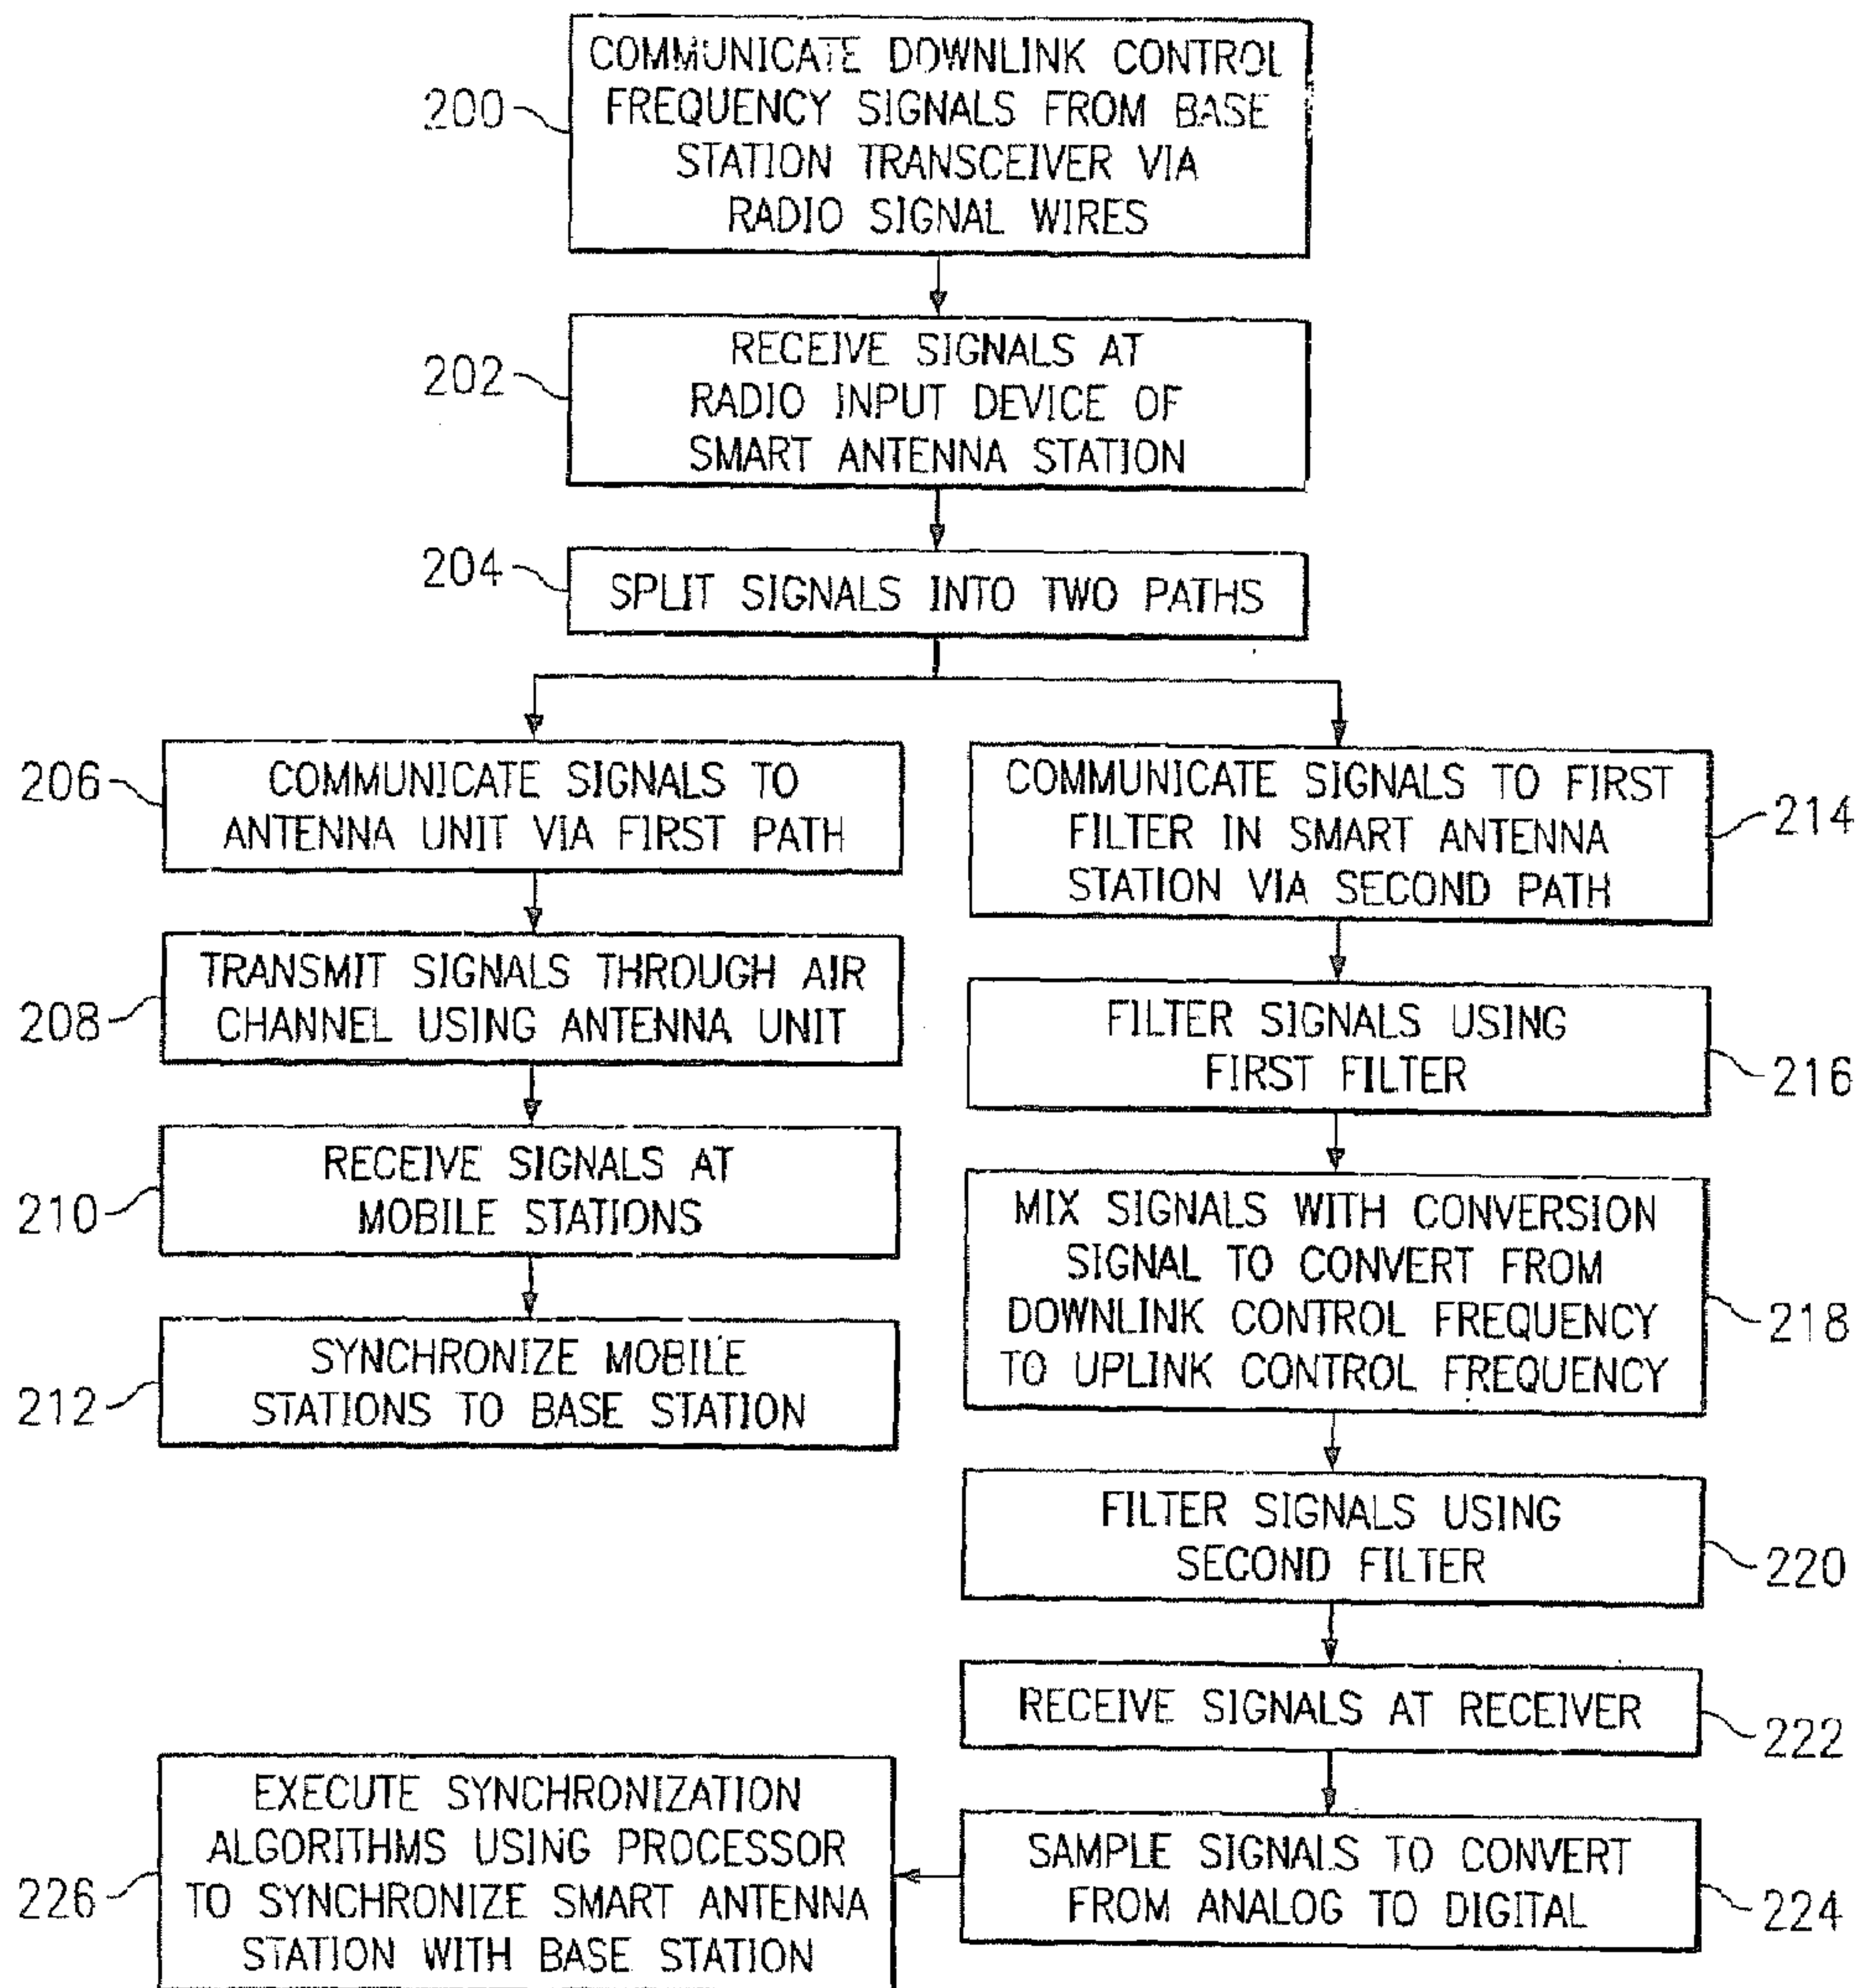 200
COMMUNICATE DOWNLINK CONTROL
FREQUENCY SIGNALS FROM BASE
STATION TRANSCEIVER VIA
RADIO SIGNAL WIRES
202
RECEIVE SIGNALS AT
RADIO INPUT DEVICE OF
SMART ANTENNA STATION
204
SPLIT SIGNALS INTO TWO PATHS
206
COMMUNICATE SIGNALS TO
ANTENNA UNIT VIA FIRST PATH
208
TRANSMIT SIGNALS THROUGH AIR
CHANNEL USING ANTENNA UNIT
210
RECEIVE SIGNALS AT
MOBILE STATIONS
212
SYNCHRONIZE MOBILE
STATIONS TO BASE STATION
COMMUNICATE SIGNALS TO FIRST
FILTER IN SMART ANTENNA
STATION VIA SECOND PATH
214
FILTER SIGNALS USING
FIRST FILTER
216
MIX SIGNALS WITH CONVERSION
SIGNAL TO CONVERT FROM
DOWNLINK CONTROL FREQUENCY
TO UPLINK CONTROL FREQUENCY
218
FILTER SIGNALS USING
SECOND FILTER
220
RECEIVE SIGNALS AT RECEIVER
222
SAMPLE SIGNALS TO CONVERT
FROM ANALOG TO DIGITAL
224
226
EXECUTE SYNCHRONIZATION
ALGORITHMS USING PROCESSOR
TO SYNCHRONIZE SMART ANTENNA
STATION WITH BASE STATION